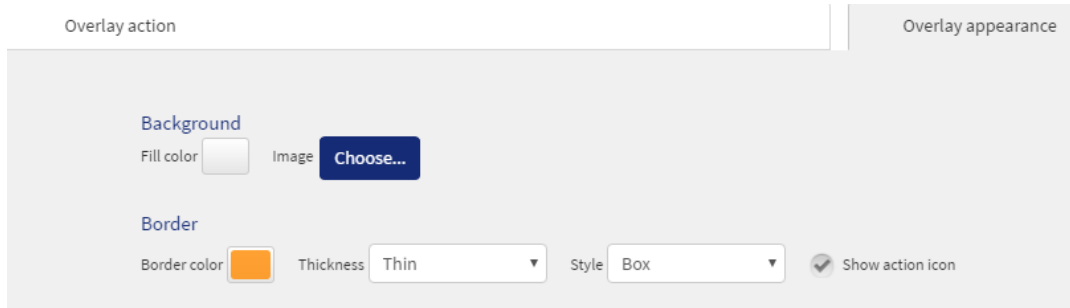 Overlay action Overlay appearance
Background
Fill color Image Choose...
Border
Border color Thickness Thin Style Box Show action icon